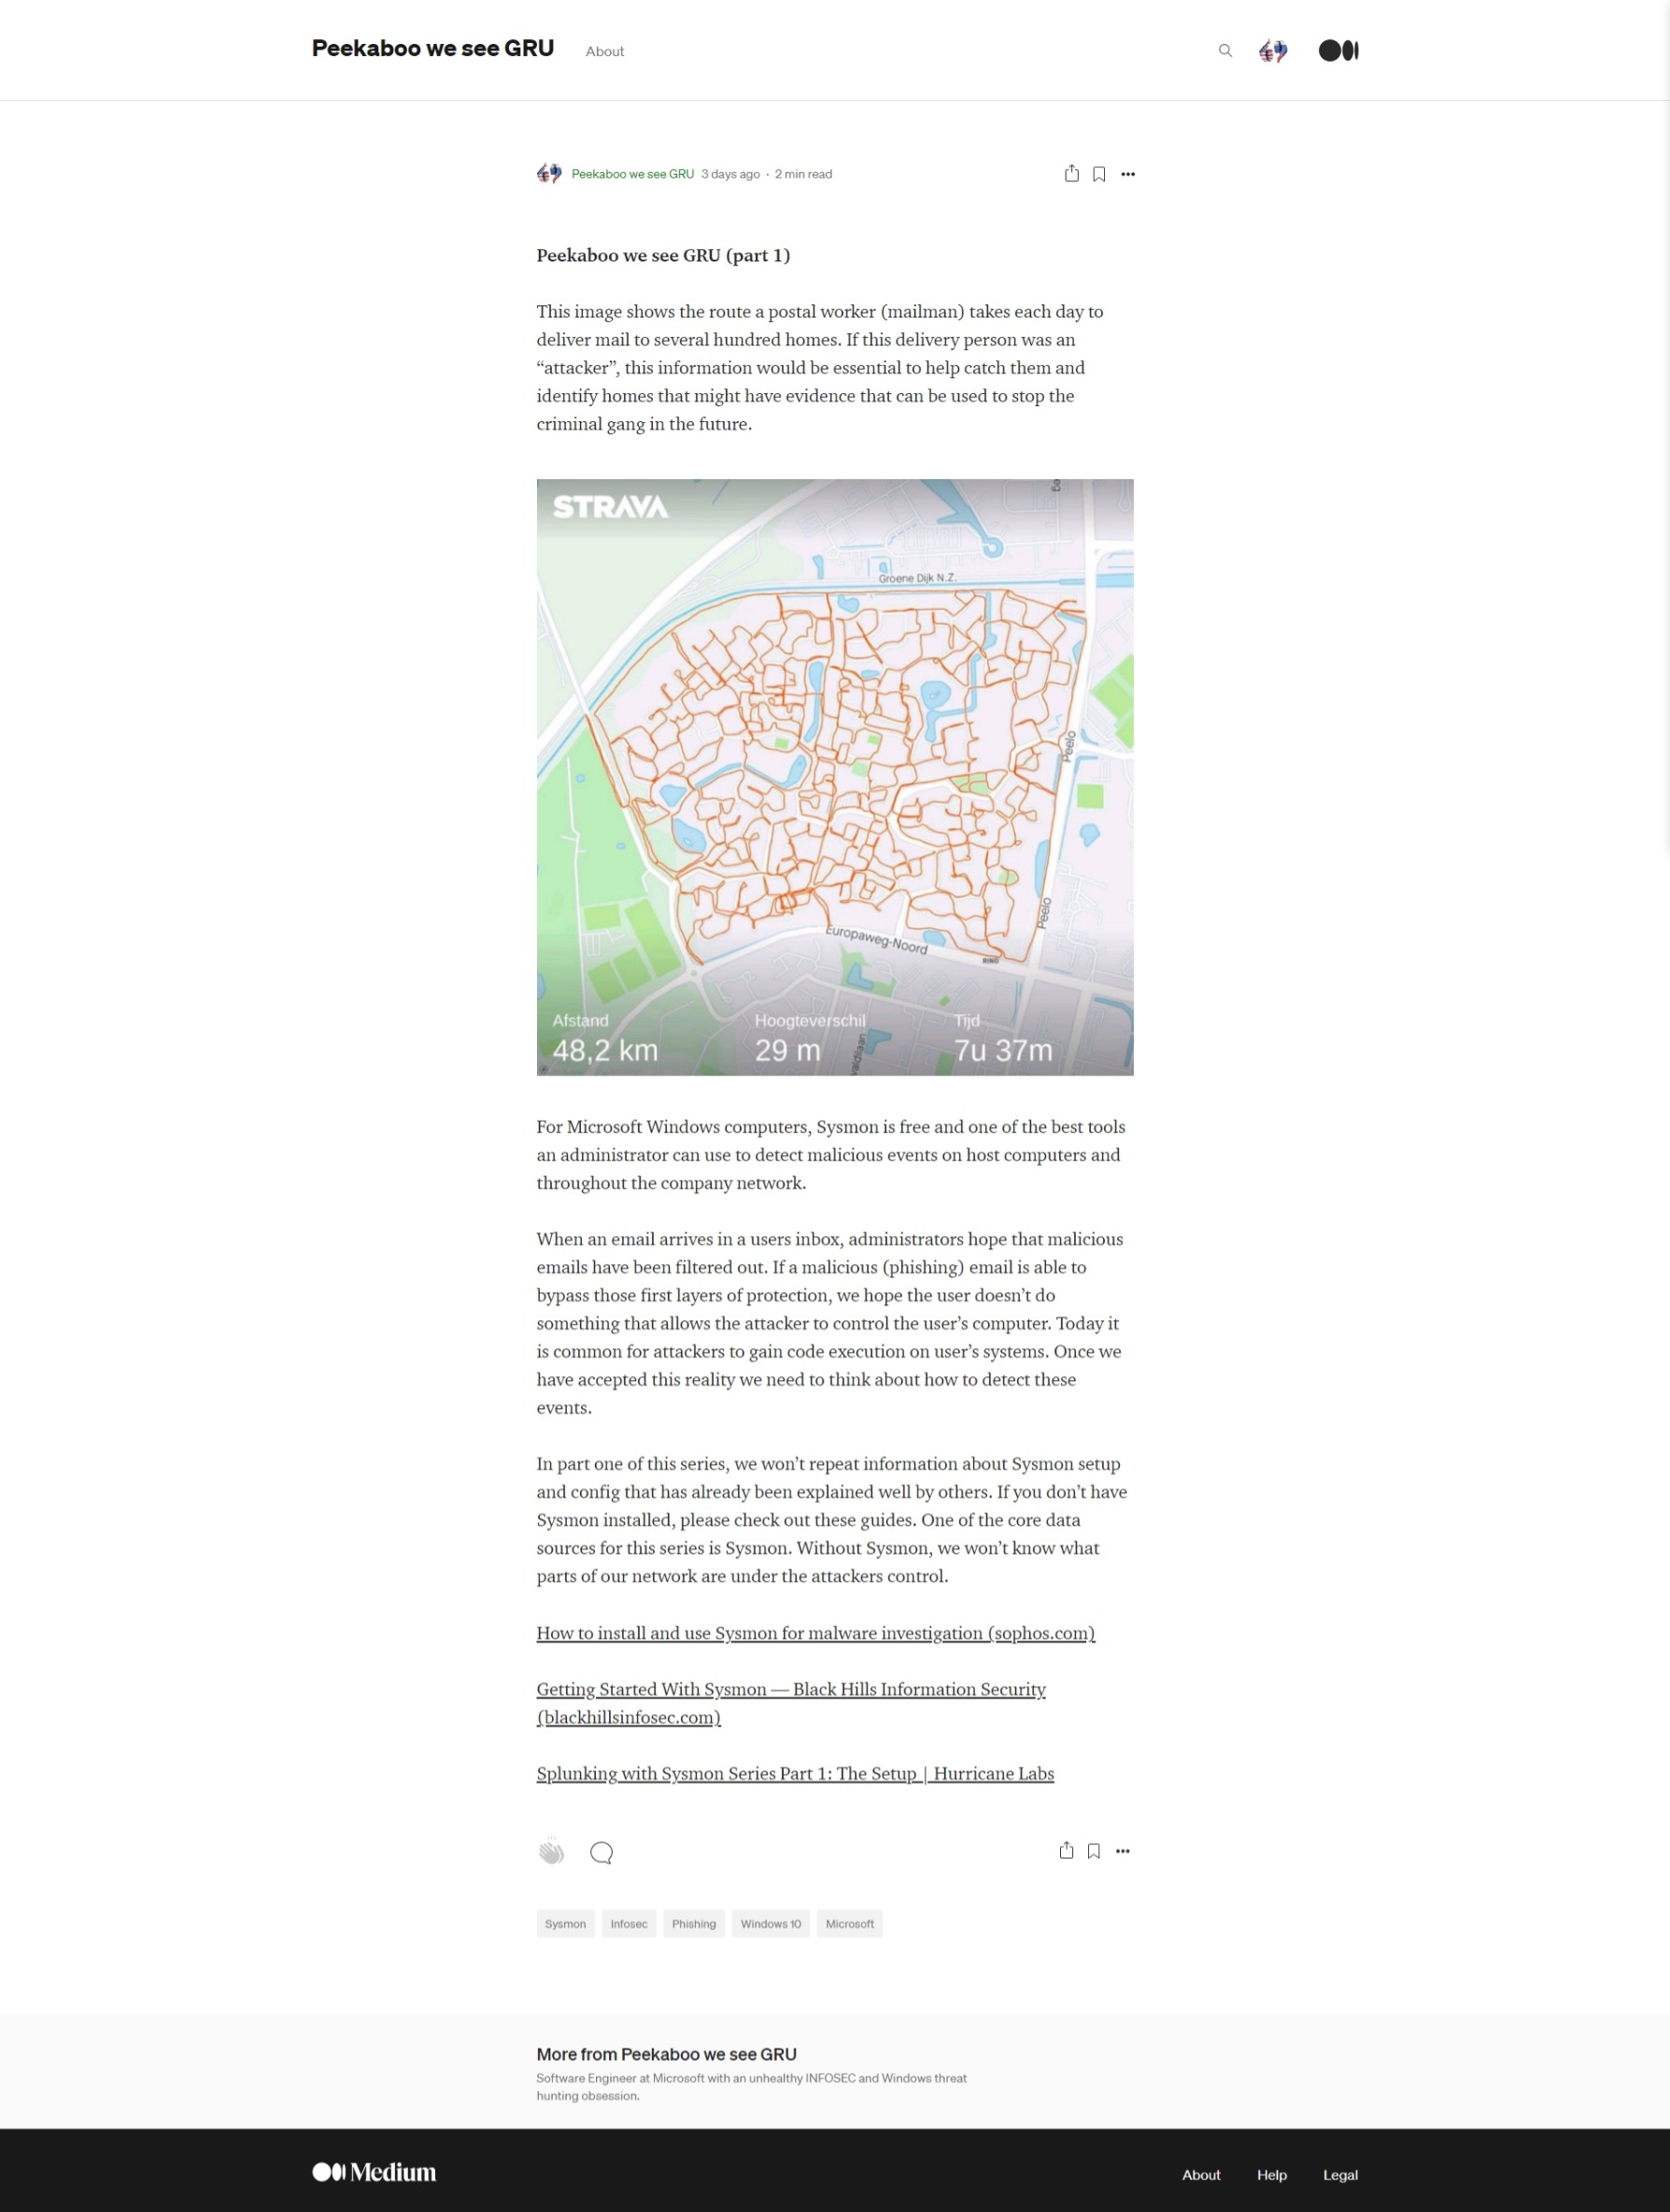 Peekaboo we see GRU
About
Peekaboo we see GRU 3 days ago · 2 min read
Peekaboo we see GRU (part 1)
This image shows the route a postal worker (mailman) takes each day to
deliver mail to several hundred homes. If this delivery person was an
“attacker”, this information would be essential to help catch them and
identify homes that might have evidence that can be used to stop the
criminal gang in the future.
STRAVA
Groene Dijk N.Z.
Peelo
Peelo
Europaweg-Noord
RING
Afstand
Hoogteverschil
Tijd
48,2 km
29 m
7u 37m
For Microsoft Windows computers, Sysmon is free and one of the best tools
an administrator can use to detect malicious events on host computers and
throughout the company network.
When an email arrives in a users inbox, administrators hope that malicious
emails have been filtered out. If a malicious (phishing) email is able to
bypass those first layers of protection, we hope the user doesn’t do
something that allows the attacker to control the user’s computer. Today it
is common for attackers to gain code execution on user’s systems. Once we
have accepted this reality we need to think about how to detect these
events.
In part one of this series, we won’t repeat information about Sysmon setup
and config that has already been explained well by others. If you don’t have
Sysmon installed, please check out these guides. One of the core data
sources for this series is Sysmon. Without Sysmon, we won’t know what
parts of our network are under the attackers control.
How to install and use Sysmon for malware investigation (sophos.com)
Getting Started With Sysmon — Black Hills Information Security
(blackhillsinfosec.com)
Splunking with Sysmon Series Part 1: The Setup | Hurricane Labs
Sysmon
Infosec
Phishing
Windows 10
Microsoft
More from Peekaboo we see GRU
Software Engineer at Microsoft with an unhealthy INFOSEC and Windows threat
hunting obsession.
Medium
About
Help
Legal